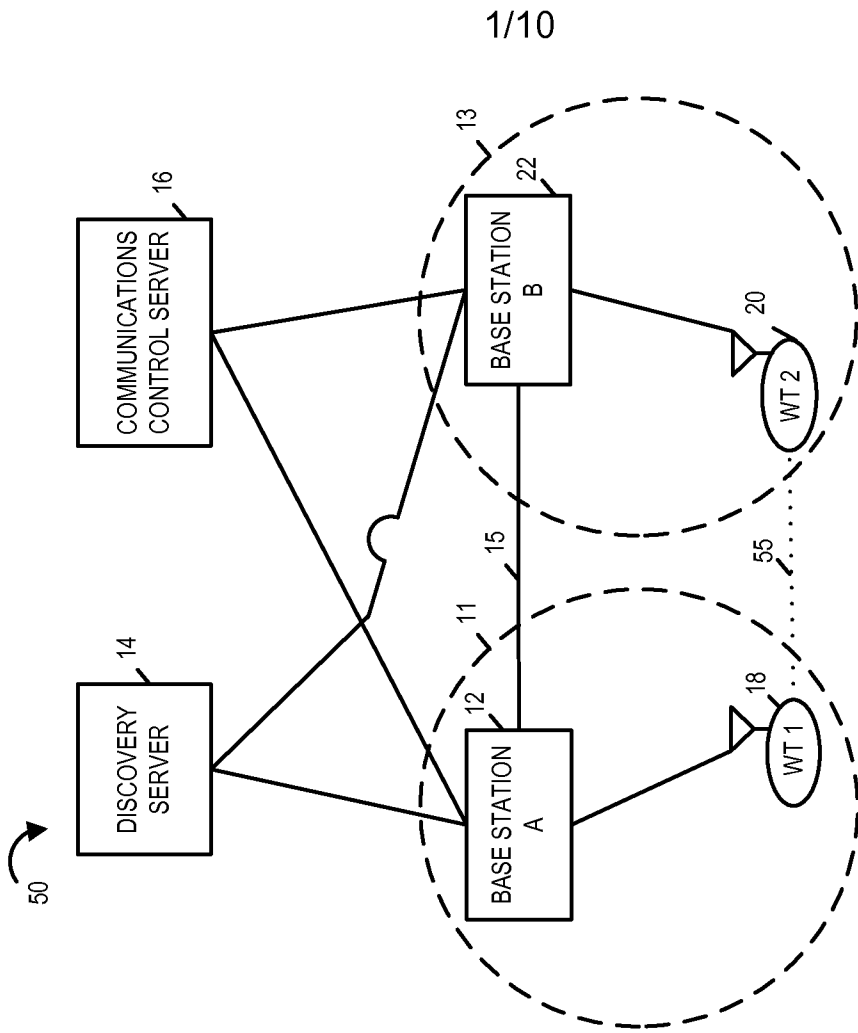 1/10
50
DISCOVERY
SERVER
14
COMMUNICATIONS
CONTROL SERVER
16
11
13
BASE STATION
A
12
15
BASE STATION
B
22
WT 1
18
55
WT 2
20